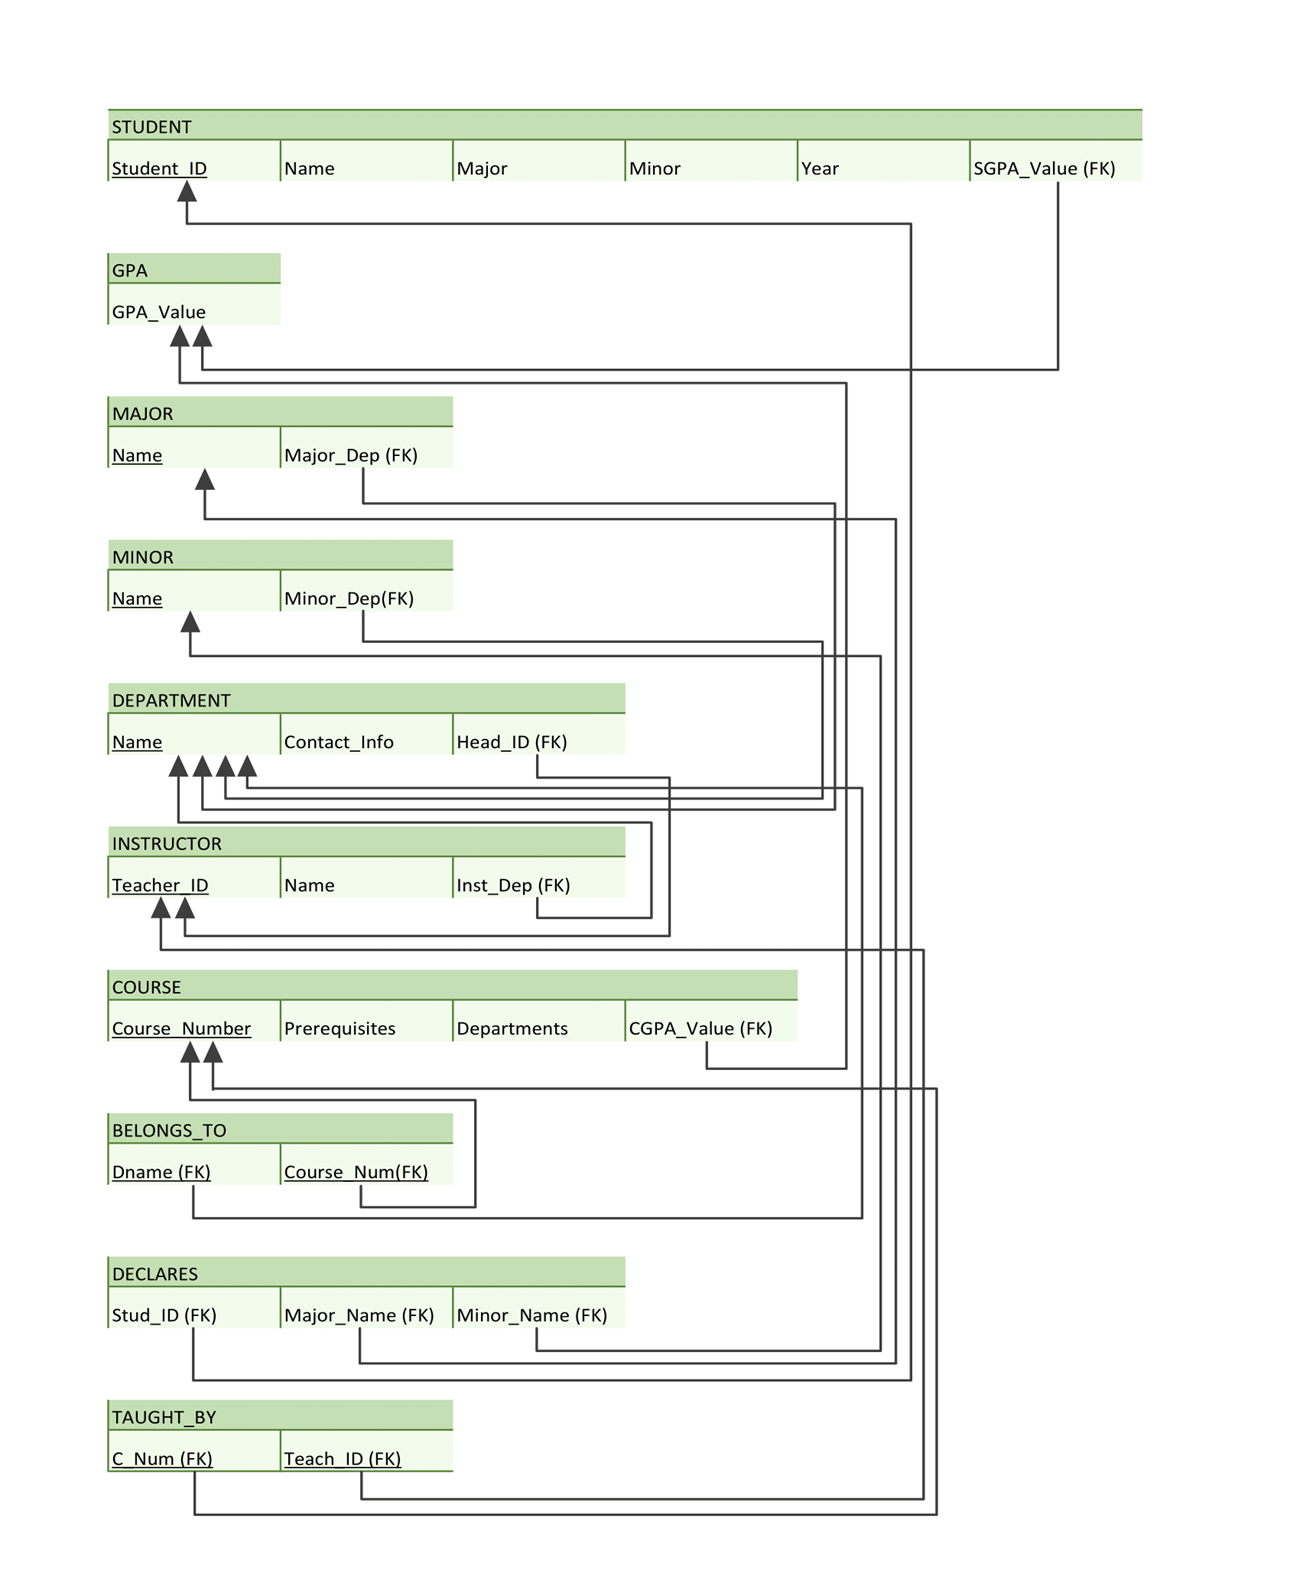 STUDENT
Student_ID Name Major Minor Year SGPA_Value (FK)
GPA
GPA_Value
MAJOR
Name Major_Dep (FK)
MINOR
Name Minor_Dep(FK)
DEPARTMENT
Name Contact_Info Head_ID (FK)
INSTRUCTOR
Teacher_ID Name Inst_Dep (FK)
COURSE
Course_Number Prerequisites Departments CGPA_Value (FK)
BELONGS_TO
Dname (FK) Course_Num(FK)
DECLARES
Stud_ID (FK) Major_Name (FK) Minor_Name (FK)
TAUGHT_BY
C_Num (FK) Teach_ID (FK)